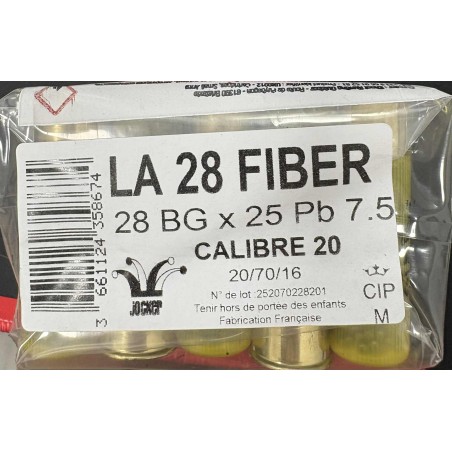 LA 28 FIBER
28 BG x 25 Pb 7.5
CALIBRE 20
20/70/16
N° de lot :252070228201
Tenir hors de portée des enfants
Fabrication Française
JOCKER
CIP
M
3 661124 358674